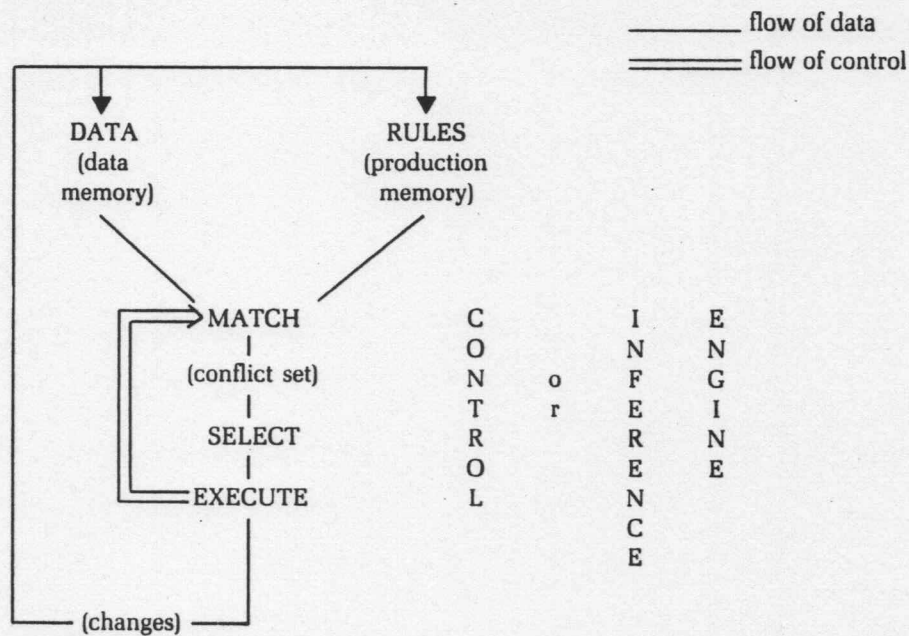 flow of data
flow of control
DATA
(data
memory)
RULES
(production
memory)
MATCH
(conflict set)
SELECT
EXECUTE
(changes)
CONTROL
or
INFERENCE
ENGINE